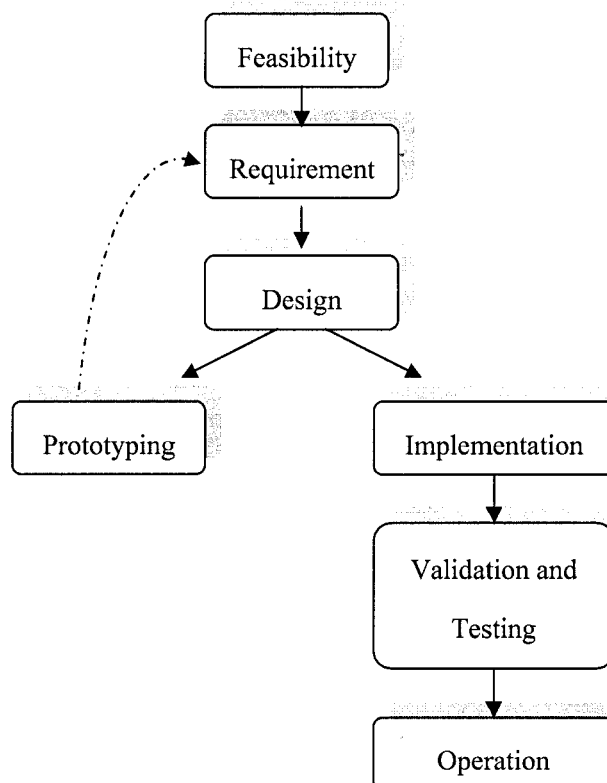 Feasibility
Requirement
Design
Prototyping
Implementation
Validation and
Testing
Operation